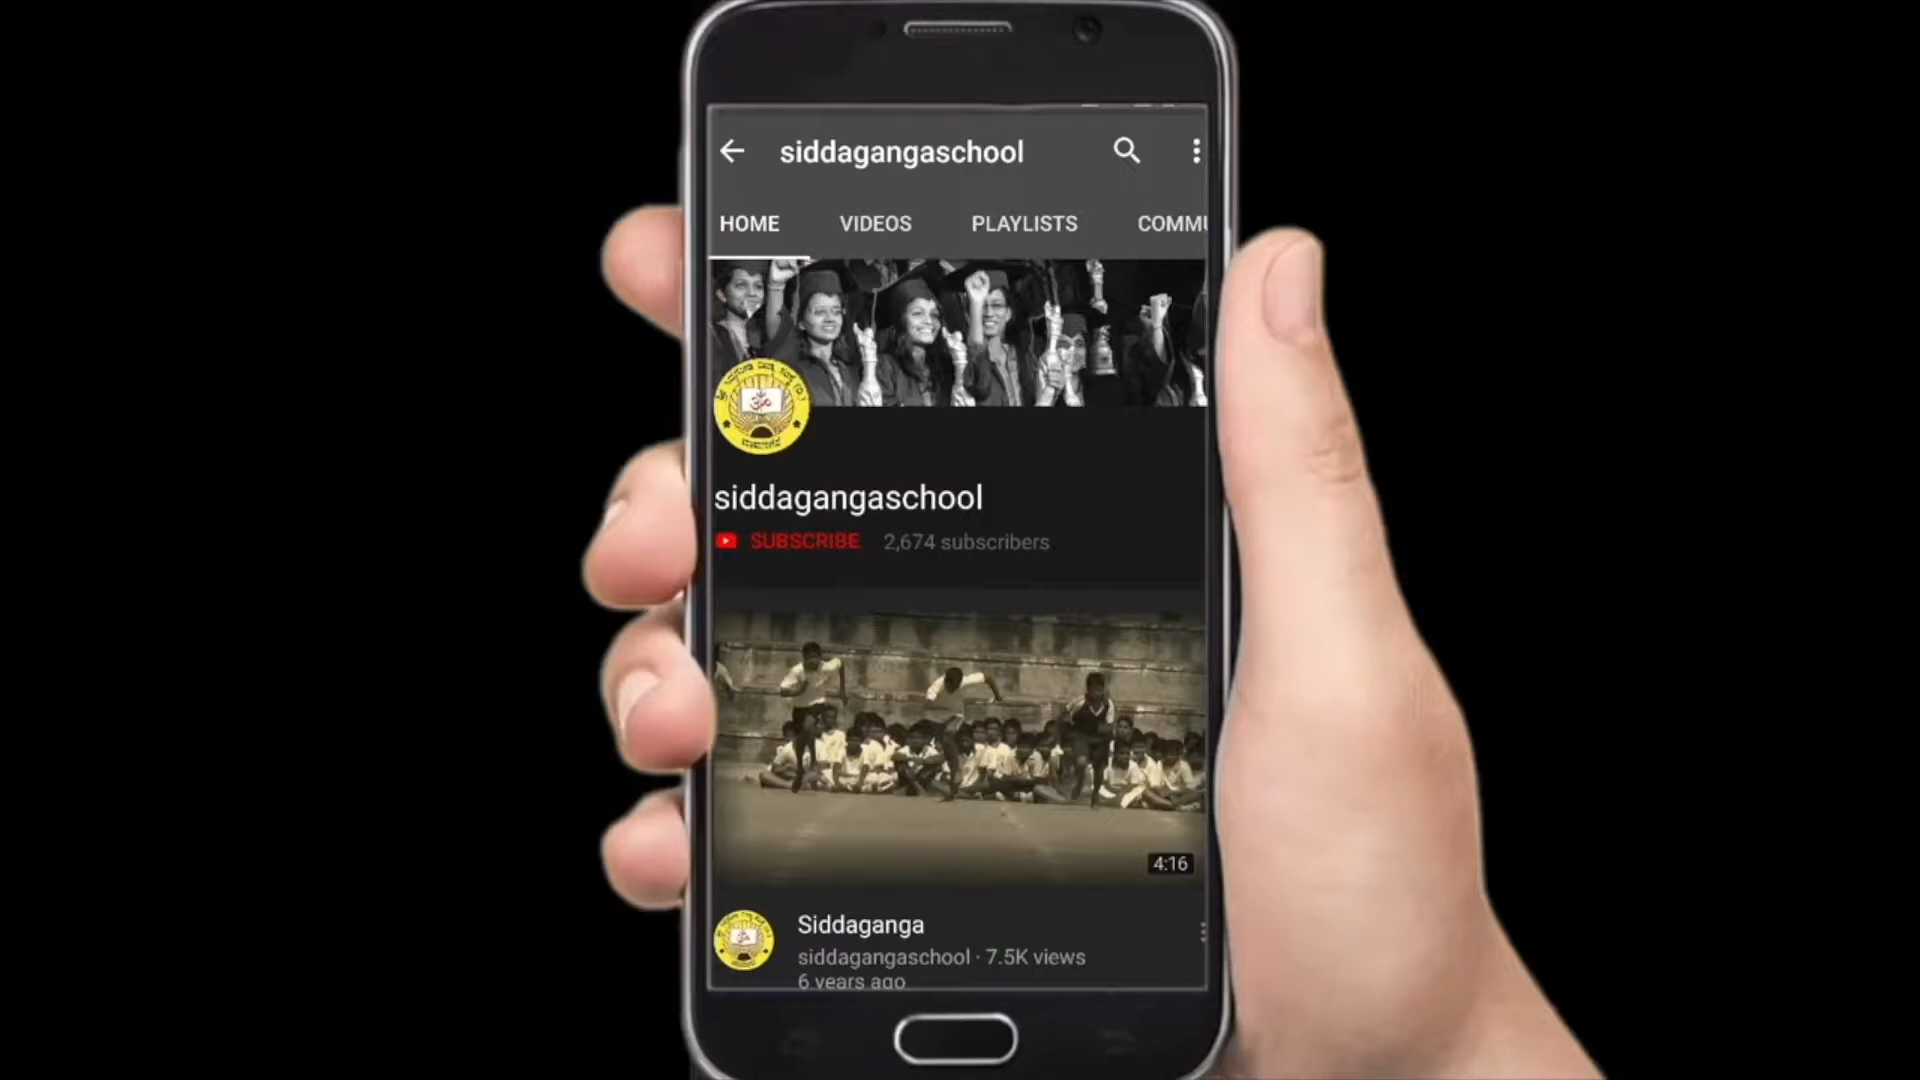 siddagangaschool
HOME VIDEOS PLAYLISTS COMMU
siddagangaschool
SUBSCRIBE 2,674 subscribers
4:16
Siddaganga
siddagangaschool · 7.5K views
6 years ago